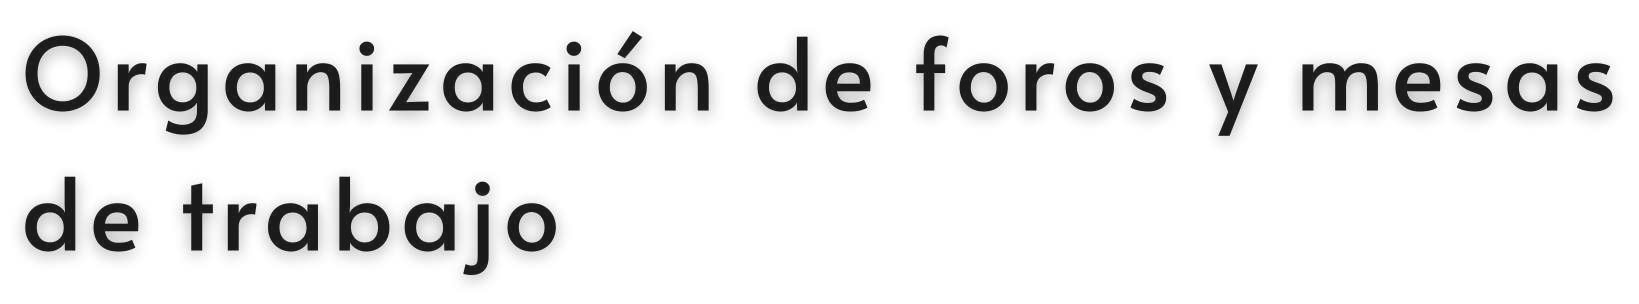 Organización de foros y mesas
de trabajo